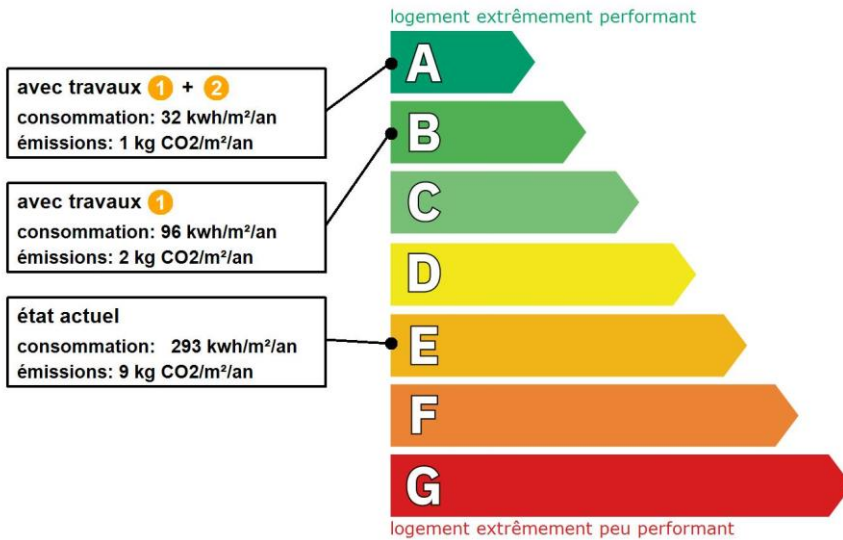 logement extrêmement performant
avec travaux 1 + 2
consommation: 32 kwh/m²/an
émissions: 1 kg CO2/m²/an
avec travaux 1
consommation: 96 kwh/m²/an
émissions: 2 kg CO2/m²/an
état actuel
consommation: 293 kwh/m²/an
émissions: 9 kg CO2/m²/an
A
B
C
D
E
F
G
logement extrêmement peu performant